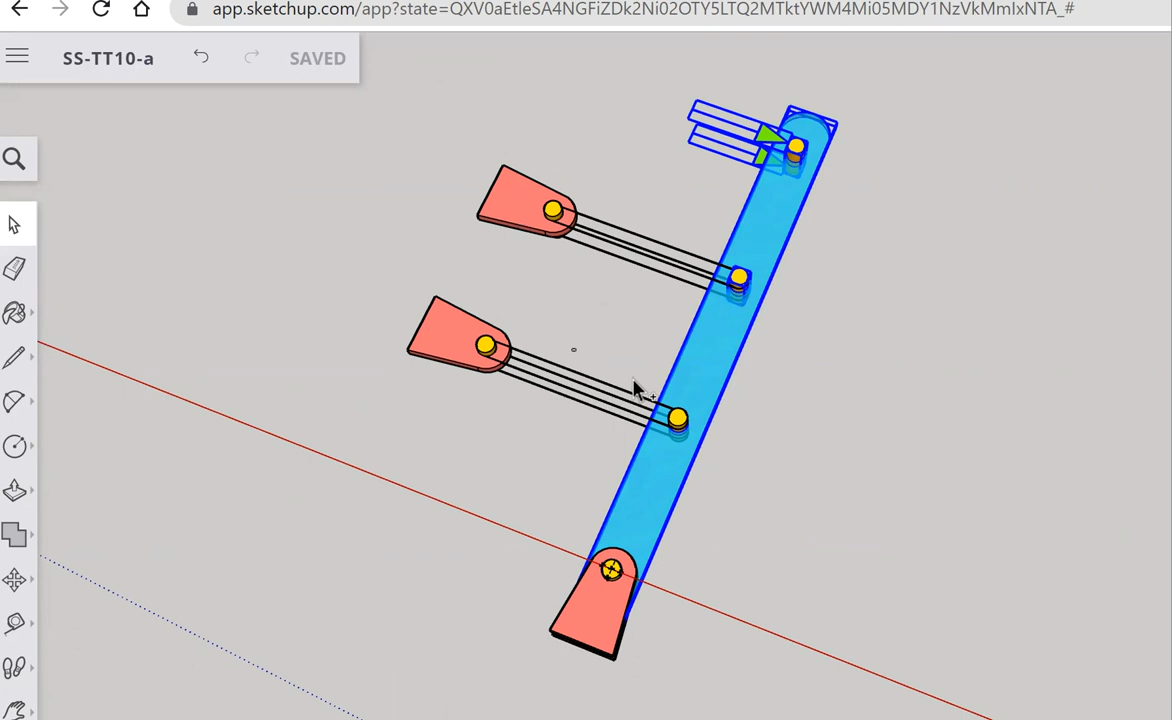 app.sketchup.com/app?state=QXV0aEtleSA4NGFiZDk2Ni02OTY5LTQ2MTktYWM4Mi05MDY1NzVkMmIxNTA_#
SS-TT10-a SAVED